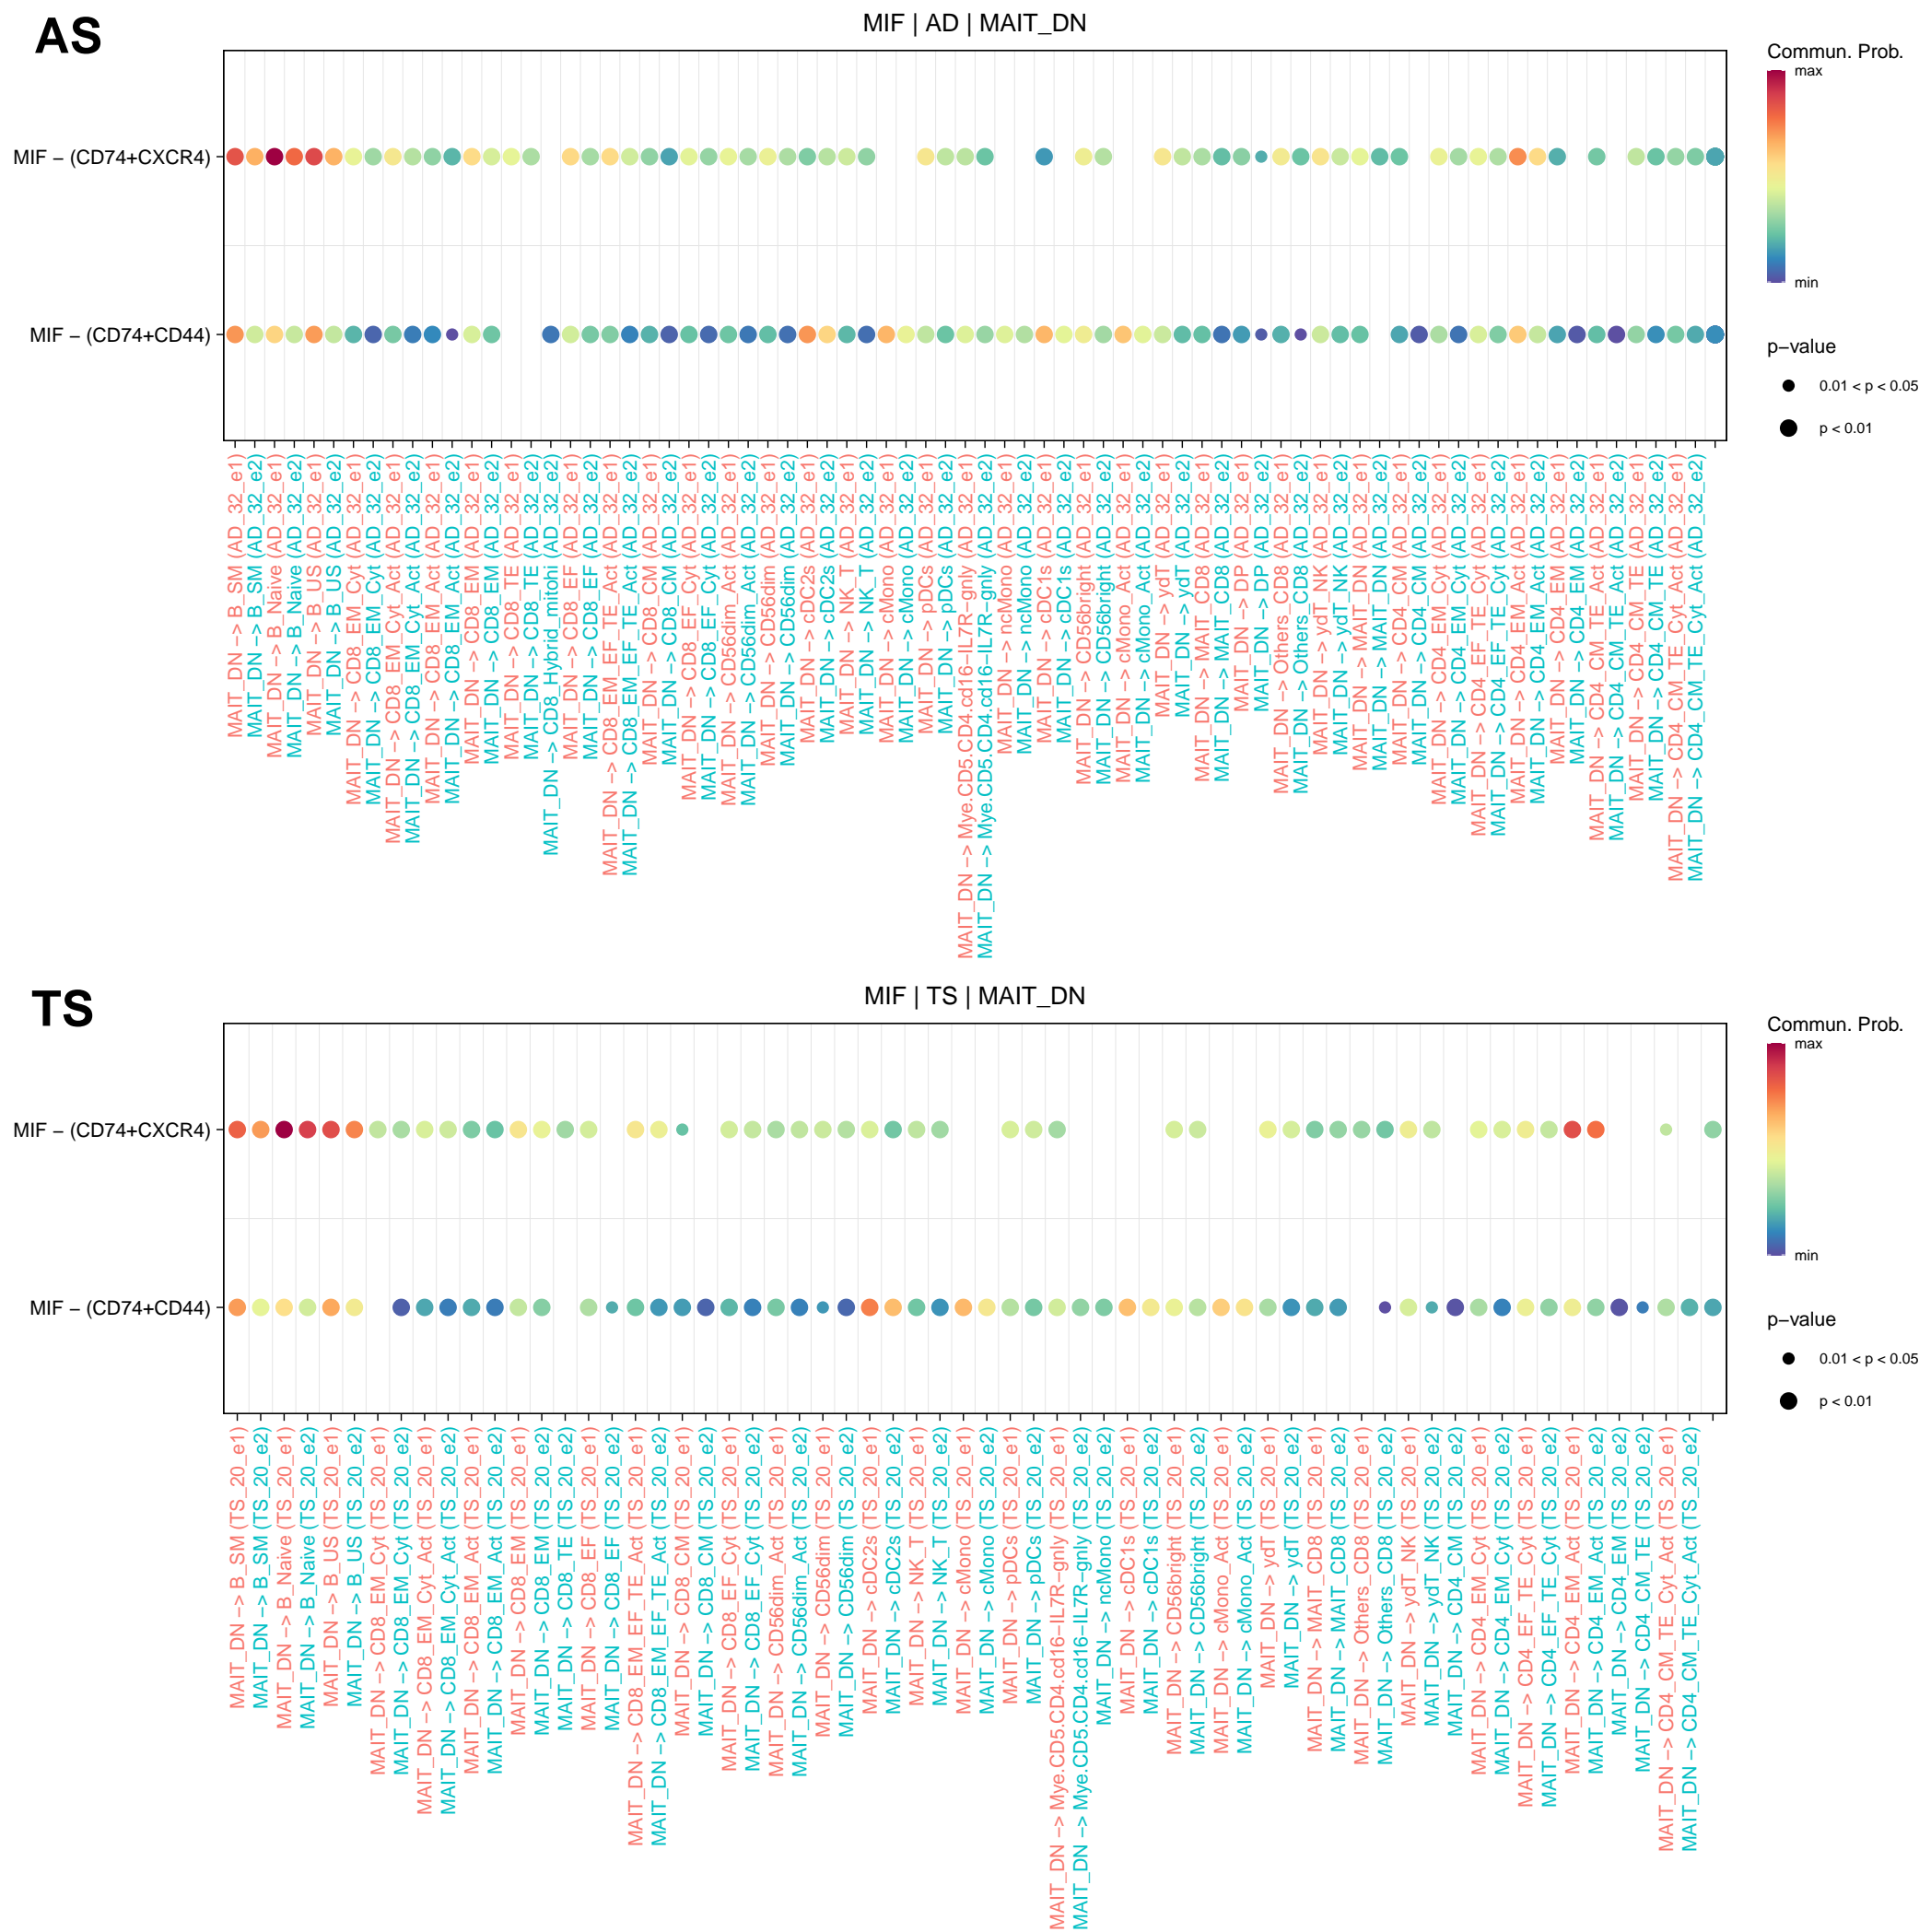 AS
MIF | AD | MAIT_DN
MIF − (CD74+CXCR4)
MIF − (CD74+CD44)
Commun. Prob.
max
min
p−value
0.01 < p < 0.05
p < 0.01
MAIT_DN −> B_SM (AD_32_e1)
MAIT_DN −> B_SM (AD_32_e2)
MAIT_DN −> B_Naive (AD_32_e1)
MAIT_DN −> B_Naive (AD_32_e2)
MAIT_DN −> B_US (AD_32_e1)
MAIT_DN −> B_US (AD_32_e2)
MAIT_DN −> CD8_EM_Cyt (AD_32_e1)
MAIT_DN −> CD8_EM_Cyt (AD_32_e2)
MAIT_DN −> CD8_EM_Cyt_Act (AD_32_e1)
MAIT_DN −> CD8_EM_Cyt_Act (AD_32_e2)
MAIT_DN −> CD8_EM_Act (AD_32_e1)
MAIT_DN −> CD8_EM_Act (AD_32_e2)
MAIT_DN −> CD8_EM (AD_32_e1)
MAIT_DN −> CD8_EM (AD_32_e2)
MAIT_DN −> CD8_TE (AD_32_e1)
MAIT_DN −> CD8_TE (AD_32_e2)
MAIT_DN −> CD8_Hybrid_mitohi (AD_32_e2)
MAIT_DN −> CD8_EF (AD_32_e1)
MAIT_DN −> CD8_EF (AD_32_e2)
MAIT_DN −> CD8_EM_EF_TE_Act (AD_32_e1)
MAIT_DN −> CD8_EM_EF_TE_Act (AD_32_e2)
MAIT_DN −> CD8_CM (AD_32_e1)
MAIT_DN −> CD8_CM (AD_32_e2)
MAIT_DN −> CD8_EF_Cyt (AD_32_e1)
MAIT_DN −> CD8_EF_Cyt (AD_32_e2)
MAIT_DN −> CD56dim_Act (AD_32_e1)
MAIT_DN −> CD56dim_Act (AD_32_e2)
MAIT_DN −> CD56dim (AD_32_e1)
MAIT_DN −> CD56dim (AD_32_e2)
MAIT_DN −> cDC2s (AD_32_e1)
MAIT_DN −> cDC2s (AD_32_e2)
MAIT_DN −> NK_T (AD_32_e1)
MAIT_DN −> NK_T (AD_32_e2)
MAIT_DN −> cMono (AD_32_e1)
MAIT_DN −> cMono (AD_32_e2)
MAIT_DN −> pDCs (AD_32_e1)
MAIT_DN −> pDCs (AD_32_e2)
MAIT_DN −> Mye.CD5.CD4.cd16−IL7R−gnly (AD_32_e1)
MAIT_DN −> Mye.CD5.CD4.cd16−IL7R−gnly (AD_32_e2)
MAIT_DN −> ncMono (AD_32_e1)
MAIT_DN −> ncMono (AD_32_e2)
MAIT_DN −> cDC1s (AD_32_e1)
MAIT_DN −> cDC1s (AD_32_e2)
MAIT_DN −> CD56bright (AD_32_e1)
MAIT_DN −> CD56bright (AD_32_e2)
MAIT_DN −> cMono_Act (AD_32_e1)
MAIT_DN −> cMono_Act (AD_32_e2)
MAIT_DN −> ydT (AD_32_e1)
MAIT_DN −> ydT (AD_32_e2)
MAIT_DN −> MAIT_CD8 (AD_32_e1)
MAIT_DN −> MAIT_CD8 (AD_32_e2)
MAIT_DN −> DP (AD_32_e1)
MAIT_DN −> DP (AD_32_e2)
MAIT_DN −> Others_CD8 (AD_32_e1)
MAIT_DN −> Others_CD8 (AD_32_e2)
MAIT_DN −> ydT_NK (AD_32_e1)
MAIT_DN −> ydT_NK (AD_32_e2)
MAIT_DN −> MAIT_DN (AD_32_e1)
MAIT_DN −> MAIT_DN (AD_32_e2)
MAIT_DN −> CD4_CM (AD_32_e1)
MAIT_DN −> CD4_CM (AD_32_e2)
MAIT_DN −> CD4_EM_Cyt (AD_32_e1)
MAIT_DN −> CD4_EM_Cyt (AD_32_e2)
MAIT_DN −> CD4_EF_TE_Cyt (AD_32_e1)
MAIT_DN −> CD4_EF_TE_Cyt (AD_32_e2)
MAIT_DN −> CD4_EM_Act (AD_32_e1)
MAIT_DN −> CD4_EM_Act (AD_32_e2)
MAIT_DN −> CD4_EM (AD_32_e1)
MAIT_DN −> CD4_EM (AD_32_e2)
MAIT_DN −> CD4_CM_TE_Act (AD_32_e1)
MAIT_DN −> CD4_CM_TE_Act (AD_32_e2)
MAIT_DN −> CD4_CM_TE (AD_32_e1)
MAIT_DN −> CD4_CM_TE (AD_32_e2)
MAIT_DN −> CD4_CM_TE_Cyt_Act (AD_32_e1)
MAIT_DN −> CD4_CM_TE_Cyt_Act (AD_32_e2)
TS
MIF | TS | MAIT_DN
MIF − (CD74+CXCR4)
MIF − (CD74+CD44)
Commun. Prob.
max
min
p−value
0.01 < p < 0.05
p < 0.01
MAIT_DN −> B_SM (TS_20_e1)
MAIT_DN −> B_SM (TS_20_e2)
MAIT_DN −> B_Naive (TS_20_e1)
MAIT_DN −> B_Naive (TS_20_e2)
MAIT_DN −> B_US (TS_20_e1)
MAIT_DN −> B_US (TS_20_e2)
MAIT_DN −> CD8_EM_Cyt (TS_20_e1)
MAIT_DN −> CD8_EM_Cyt (TS_20_e2)
MAIT_DN −> CD8_EM_Cyt_Act (TS_20_e1)
MAIT_DN −> CD8_EM_Cyt_Act (TS_20_e2)
MAIT_DN −> CD8_EM_Act (TS_20_e1)
MAIT_DN −> CD8_EM_Act (TS_20_e2)
MAIT_DN −> CD8_EM (TS_20_e1)
MAIT_DN −> CD8_EM (TS_20_e2)
MAIT_DN −> CD8_TE (TS_20_e2)
MAIT_DN −> CD8_EF (TS_20_e1)
MAIT_DN −> CD8_EF (TS_20_e2)
MAIT_DN −> CD8_EM_EF_TE_Act (TS_20_e1)
MAIT_DN −> CD8_EM_EF_TE_Act (TS_20_e2)
MAIT_DN −> CD8_CM (TS_20_e1)
MAIT_DN −> CD8_CM (TS_20_e2)
MAIT_DN −> CD8_EF_Cyt (TS_20_e1)
MAIT_DN −> CD8_EF_Cyt (TS_20_e2)
MAIT_DN −> CD56dim_Act (TS_20_e1)
MAIT_DN −> CD56dim_Act (TS_20_e2)
MAIT_DN −> CD56dim (TS_20_e1)
MAIT_DN −> CD56dim (TS_20_e2)
MAIT_DN −> cDC2s (TS_20_e1)
MAIT_DN −> cDC2s (TS_20_e2)
MAIT_DN −> NK_T (TS_20_e1)
MAIT_DN −> NK_T (TS_20_e2)
MAIT_DN −> cMono (TS_20_e1)
MAIT_DN −> cMono (TS_20_e2)
MAIT_DN −> pDCs (TS_20_e1)
MAIT_DN −> pDCs (TS_20_e2)
MAIT_DN −> Mye.CD5.CD4.cd16−IL7R−gnly (TS_20_e1)
MAIT_DN −> Mye.CD5.CD4.cd16−IL7R−gnly (TS_20_e2)
MAIT_DN −> ncMono (TS_20_e2)
MAIT_DN −> cDC1s (TS_20_e1)
MAIT_DN −> cDC1s (TS_20_e2)
MAIT_DN −> CD56bright (TS_20_e1)
MAIT_DN −> CD56bright (TS_20_e2)
MAIT_DN −> cMono_Act (TS_20_e1)
MAIT_DN −> cMono_Act (TS_20_e2)
MAIT_DN −> ydT (TS_20_e1)
MAIT_DN −> ydT (TS_20_e2)
MAIT_DN −> MAIT_CD8 (TS_20_e1)
MAIT_DN −> MAIT_CD8 (TS_20_e2)
MAIT_DN −> Others_CD8 (TS_20_e1)
MAIT_DN −> Others_CD8 (TS_20_e2)
MAIT_DN −> ydT_NK (TS_20_e1)
MAIT_DN −> ydT_NK (TS_20_e2)
MAIT_DN −> CD4_CM (TS_20_e2)
MAIT_DN −> CD4_EM_Cyt (TS_20_e1)
MAIT_DN −> CD4_EM_Cyt (TS_20_e2)
MAIT_DN −> CD4_EF_TE_Cyt (TS_20_e1)
MAIT_DN −> CD4_EF_TE_Cyt (TS_20_e2)
MAIT_DN −> CD4_EM_Act (TS_20_e1)
MAIT_DN −> CD4_EM_Act (TS_20_e2)
MAIT_DN −> CD4_EM (TS_20_e2)
MAIT_DN −> CD4_CM_TE (TS_20_e2)
MAIT_DN −> CD4_CM_TE_Cyt_Act (TS_20_e1)
MAIT_DN −> CD4_CM_TE_Cyt_Act (TS_20_e2)